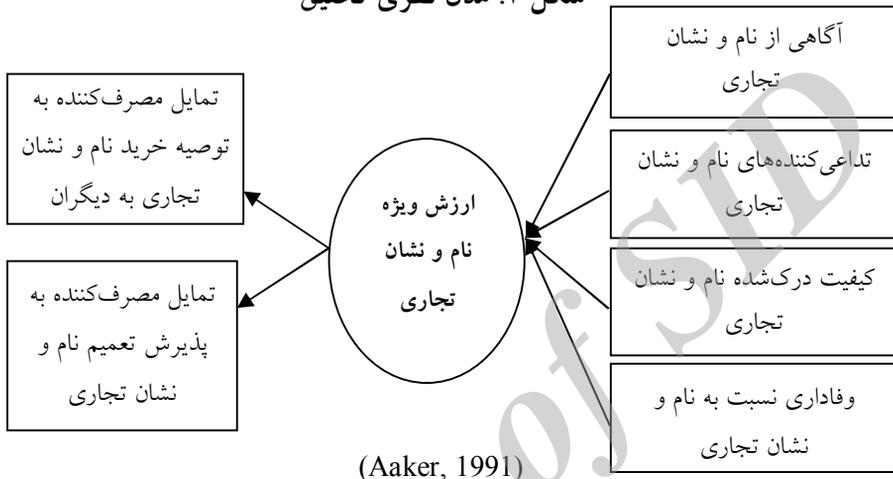 شکل ۱. مدل نظری تحقیق
آگاهی از نام و نشان
تجاری
تداعی‌کننده‌های نام و نشان
تجاری
کیفیت درک‌شده نام و نشان
تجاری
وفاداری نسبت به نام و
نشان تجاری
ارزش ویژه
نام و نشان
تجاری
تمایل مصرف‌کننده به
توصیه خرید نام و نشان
تجاری به دیگران
تمایل مصرف‌کننده به
پذیرش تعمیم نام و
نشان تجاری
(Aaker, 1991)
of SID